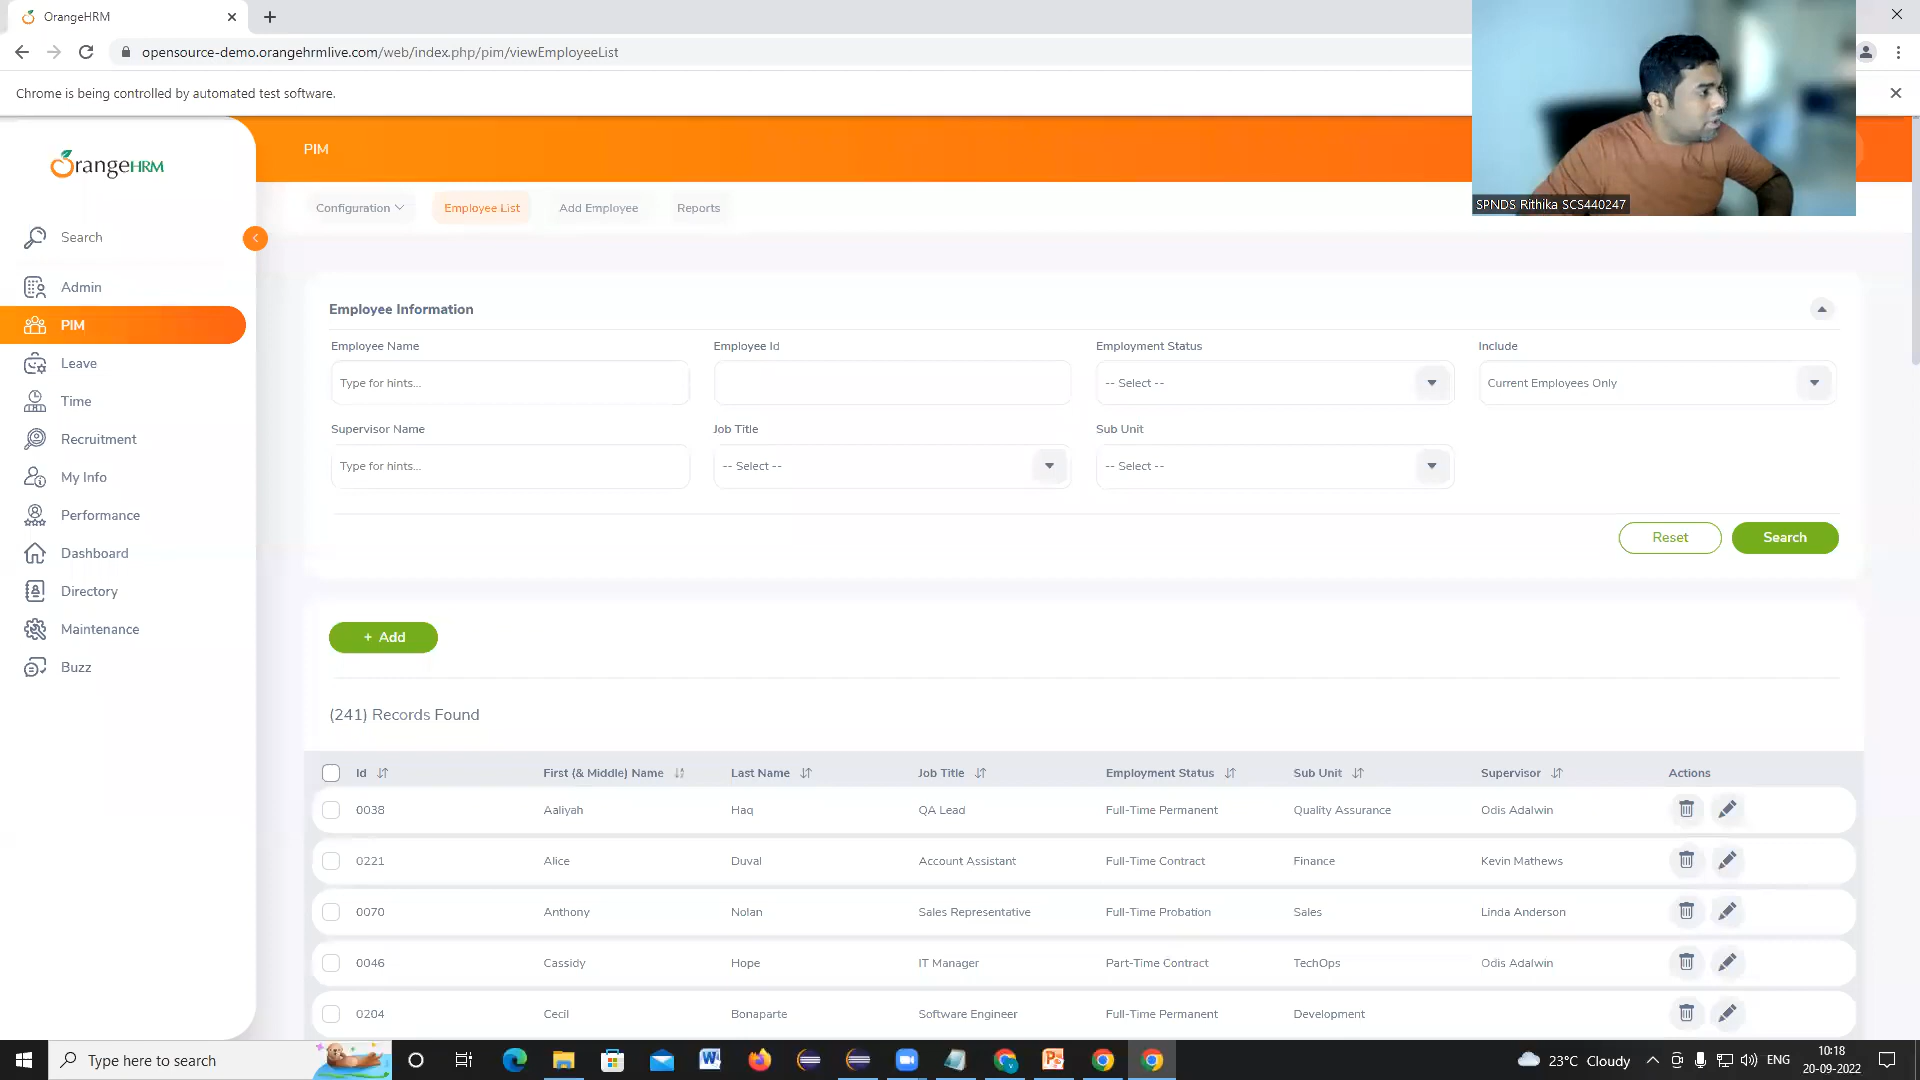 OrangeHRM
opensource-demo.orangehrmlive.com/web/index.php/pim/viewEmployeeList
Chrome is being controlled by automated test software.
OrangeHRM
PIM
SPNDS Rithika SCS440247
Configuration
Employee List
Add Employee
Reports
Search
Admin
PIM
Leave
Time
Recruitment
My Info
Performance
Dashboard
Directory
Maintenance
Buzz
Employee Information
Employee Name Employee Id Employment Status Include
Type for hints... -- Select -- Current Employees Only
Supervisor Name Job Title Sub Unit
Type for hints... -- Select -- -- Select --
Reset Search
+ Add
(241) Records Found
Id First (& Middle) Name Last Name Job Title Employment Status Sub Unit Supervisor Actions
0038 Aaliyah Haq QA Lead Full-Time Permanent Quality Assurance Odis Adalwin
0221 Alice Duval Account Assistant Full-Time Contract Finance Kevin Mathews
0070 Anthony Nolan Sales Representative Full-Time Probation Sales Linda Anderson
0046 Cassidy Hope IT Manager Part-Time Contract TechOps Odis Adalwin
0204 Cecil Bonaparte Software Engineer Full-Time Permanent Development
Type here to search
23°C Cloudy
ENG
10:18
20-09-2022